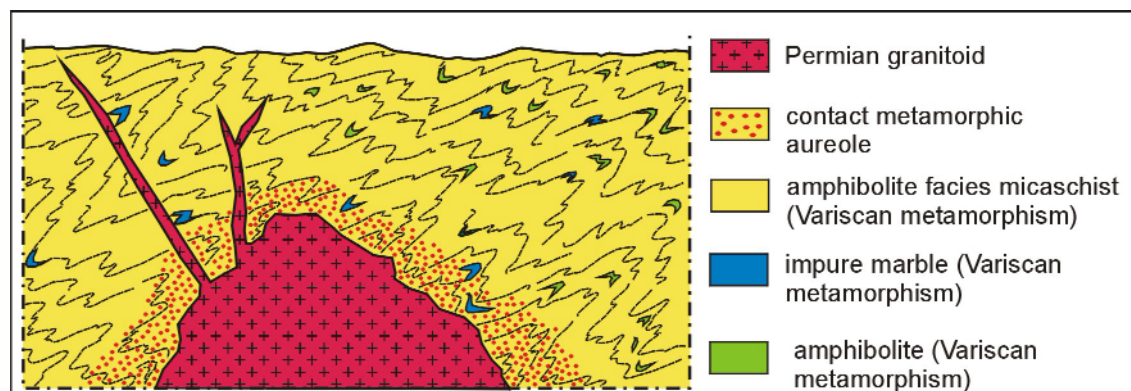 Permian granitoid
contact metamorphic
aureole
amphibolite facies micaschist
(Variscan metamorphism)
impure marble (Variscan
metamorphism)
amphibolite (Variscan
metamorphism)